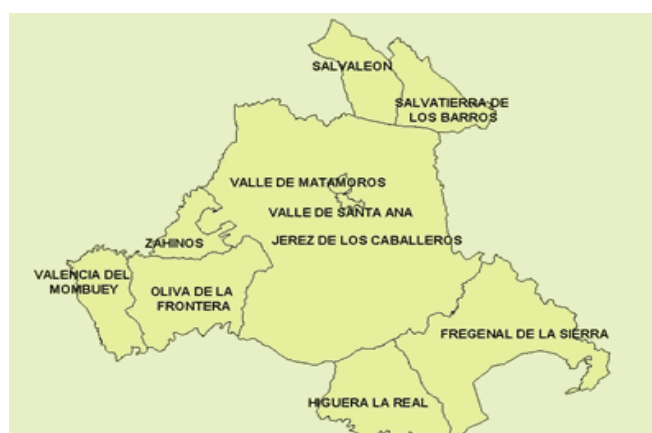 SALVALEON
SALVATIERRA DE
LOS BARROS
VALLE DE MATAMOROS
VALLE DE SANTA ANA
JEREZ DE LOS CABALLEROS
ZAHINOS
VALENCIA DEL
MOMBUEY
OLIVA DE LA
FRONTERA
FREGENAL DE LA SIERRA
HIGUERA LA REAL